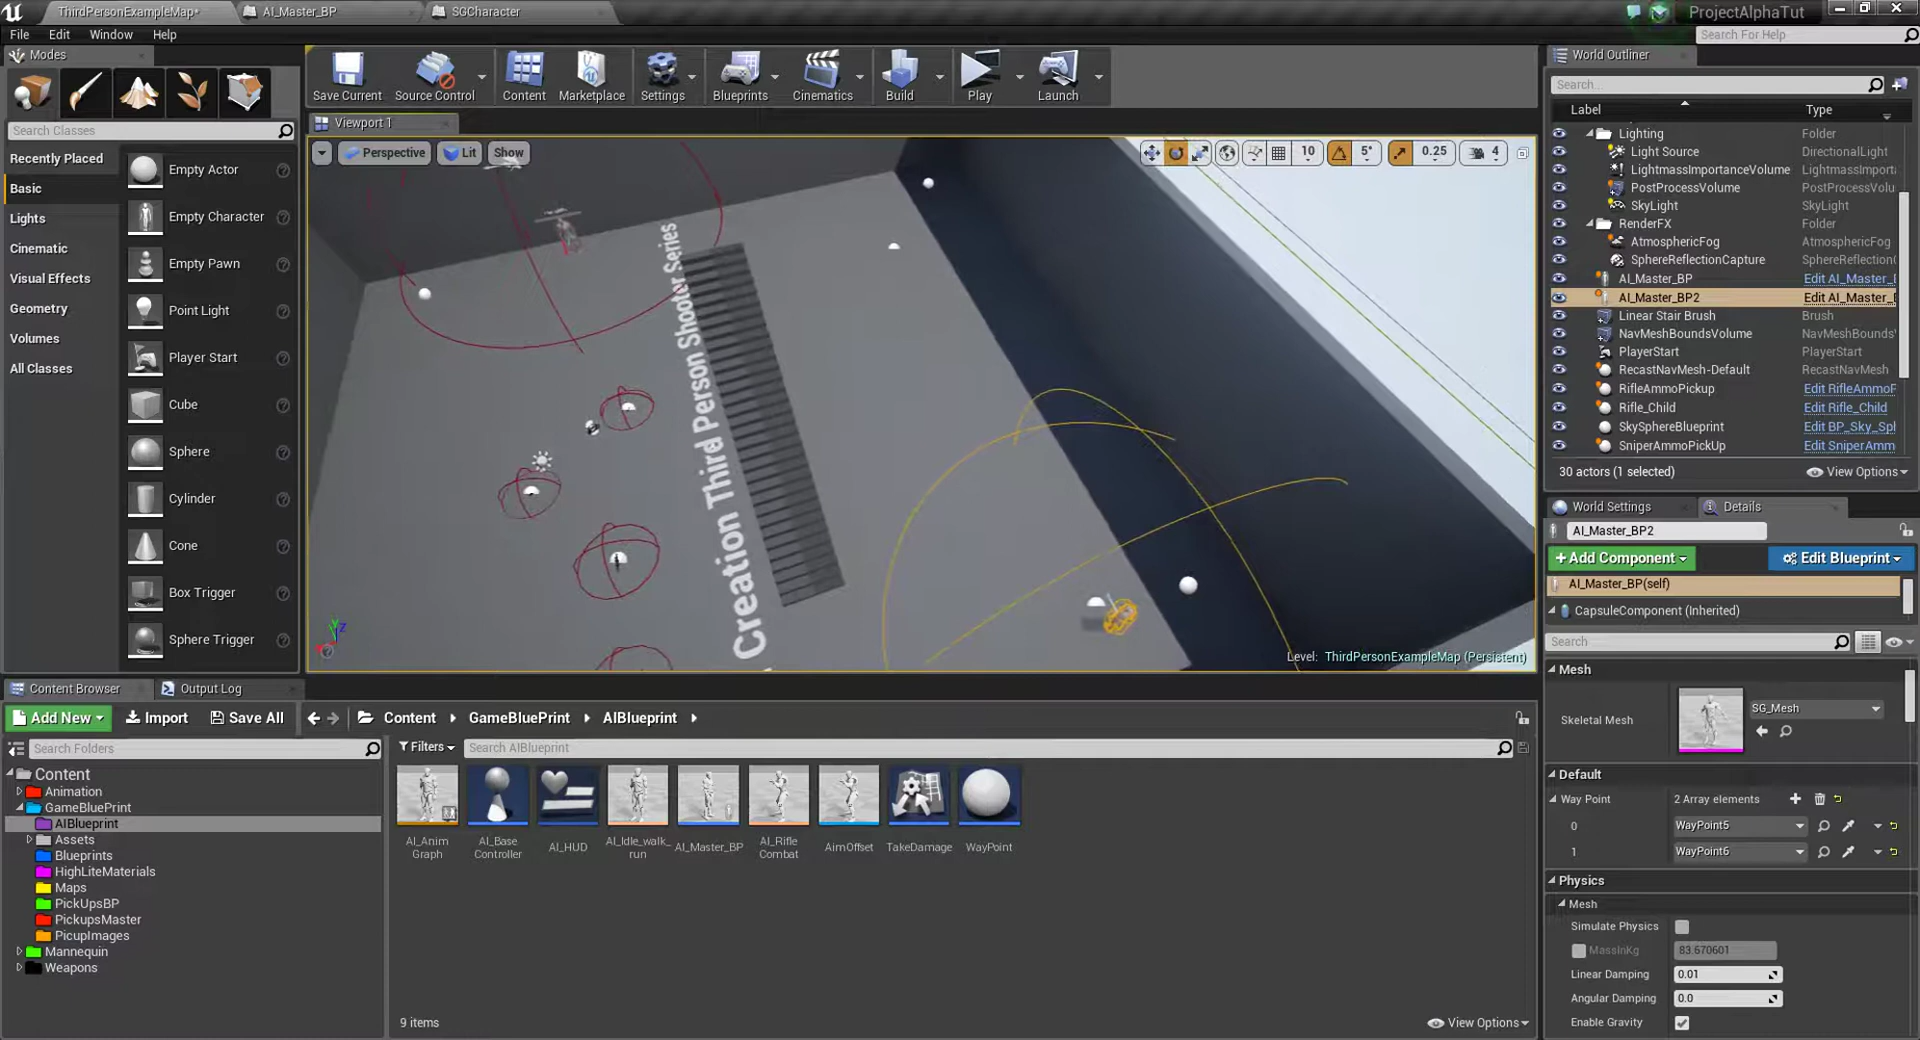 ThirdPersonExampleMap*
AI_Master_BP
SGCharacter
ProjectAlphaTut
File
Edit
Window
Help
Search For Help
Modes
Save Current
Source Control
Content
Marketplace
Settings
Blueprints
Cinematics
Build
Play
Launch
World Outliner
Search...
Label
Type
Search Classes
Recently Placed
Basic
Lights
Cinematic
Visual Effects
Geometry
Volumes
All Classes
Empty Actor
Empty Character
Empty Pawn
Point Light
Player Start
Cube
Sphere
Cylinder
Cone
Box Trigger
Sphere Trigger
Viewport 1
Perspective
Lit
Show
10
5°
0.25
4
Creation Third Person Shooter Series
Level: ThirdPersonExampleMap (Persistent)
Lighting Folder
Light Source DirectionalLight
LightmassImportanceVolume LightmassImporta
PostProcessVolume PostProcessVolu
SkyLight SkyLight
RenderFX Folder
AtmosphericFog AtmosphericFog
SphereReflectionCapture SphereReflection
AI_Master_BP Edit AI_Master_
AI_Master_BP2 Edit AI_Master_
Linear Stair Brush Brush
NavMeshBoundsVolume NavMeshBounds
PlayerStart PlayerStart
RecastNavMesh-Default RecastNavMesh
RifleAmmoPickup Edit RifleAmmoP
Rifle_Child Edit Rifle_Child
SkySphereBlueprint Edit BP_Sky_Sph
SniperAmmoPickUp Edit SniperAmm
30 actors (1 selected)
View Options
World Settings
Details
AI_Master_BP2
+Add Component
Edit Blueprint
AI_Master_BP(self)
CapsuleComponent (Inherited)
Search
Mesh
Skeletal Mesh
SG_Mesh
Default
Way Point
2 Array elements
0
WayPoint5
1
WayPoint6
Physics
Mesh
Simulate Physics
MassInKg
83.670601
Linear Damping
0.01
Angular Damping
0.0
Enable Gravity
Content Browser
Output Log
Add New
Import
Save All
Content
GameBluePrint
AIBlueprint
Search Folders
Filters
Search AIBlueprint
Content
Animation
GameBluePrint
AIBlueprint
Assets
Blueprints
HighLiteMaterials
Maps
PickUpsBP
PickupsMaster
PicupImages
Mannequin
Weapons
AI_Anim
Graph
AI_Base
Controller
AI_HUD
AI_Idle_walk_
run
AI_Master_BP
AI_Rifle
Combat
AimOffset
TakeDamage
WayPoint
9 items
View Options